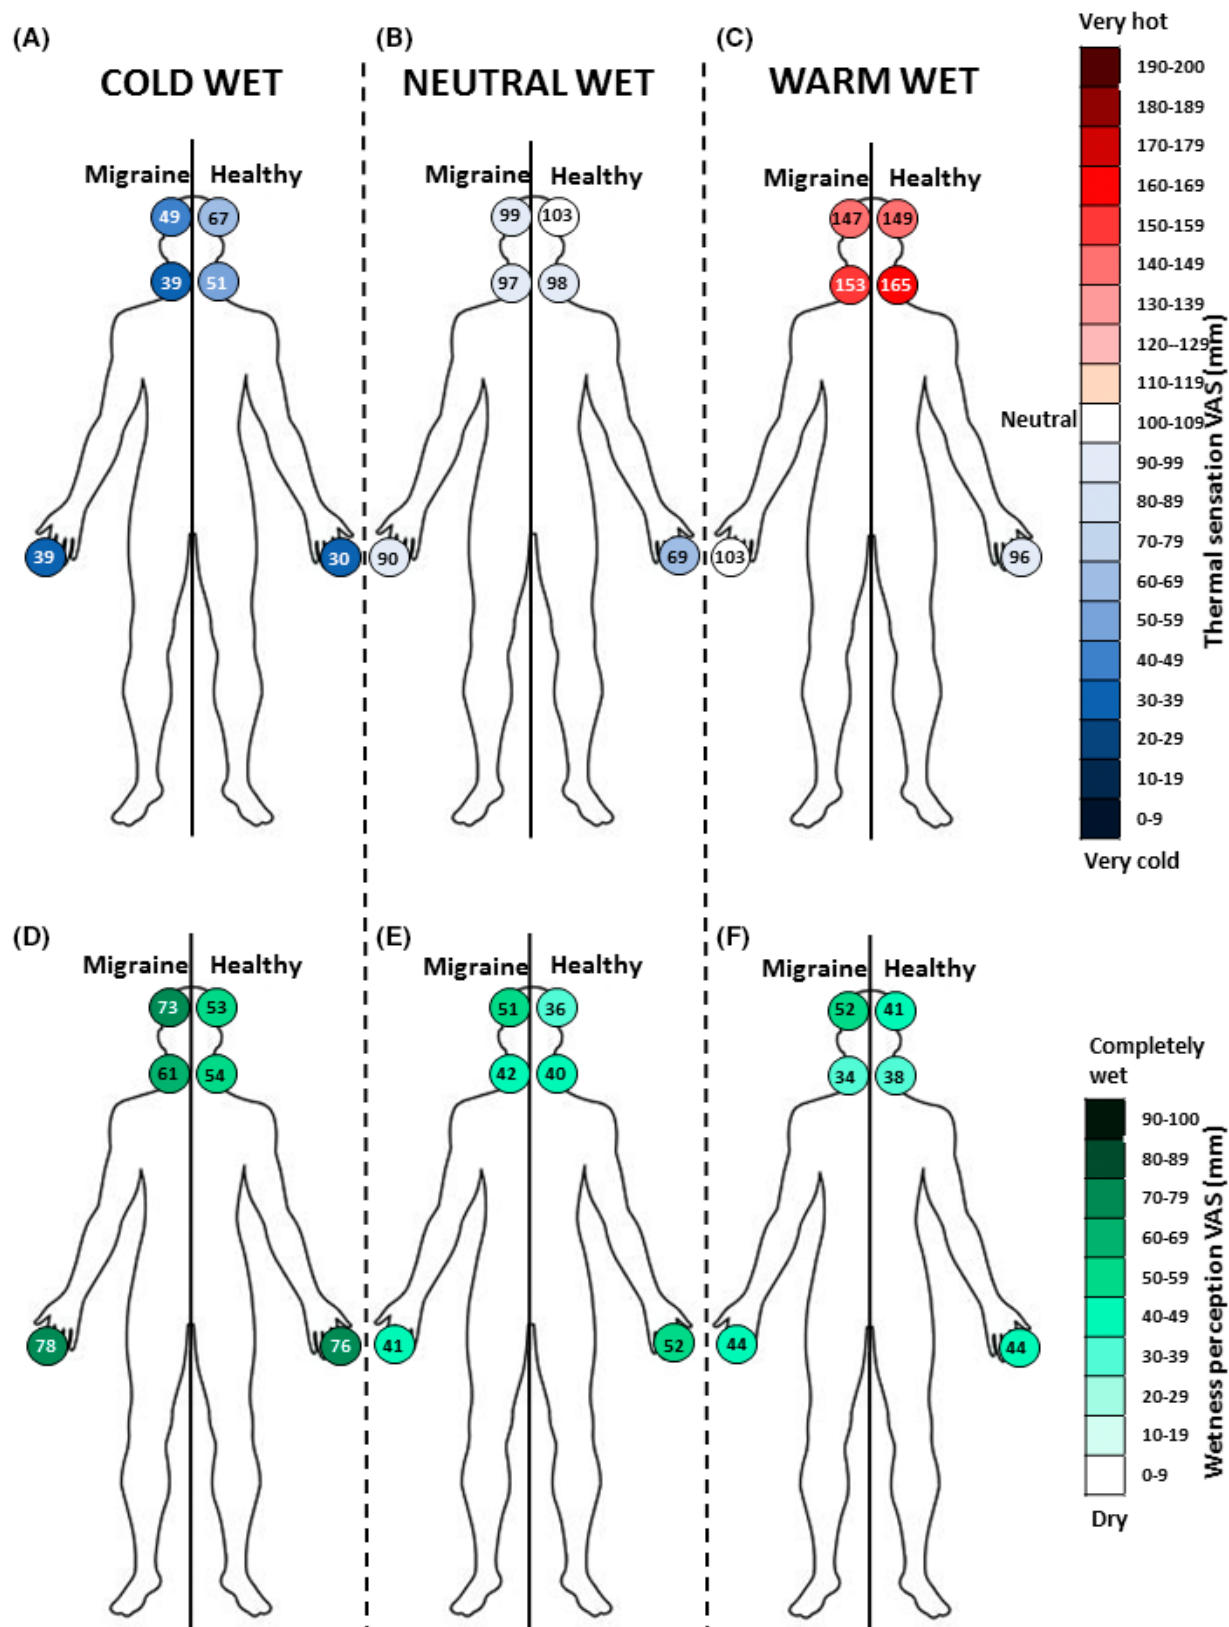 (A)
(B)
(C)
COLD WET
NEUTRAL WET
WARM WET
Migraine Healthy
49 67
39 51
39 30
Migraine Healthy
99 103
97 98
90 69
Migraine Healthy
147 149
153 165
103 96
Very hot
190-200
180-189
170-179
160-169
150-159
140-149
130-139
120--129
110-119
Neutral 100-109
90-99
80-89
70-79
60-69
50-59
40-49
30-39
20-29
10-19
0-9
Very cold
Thermal sensation VAS (mm)
(D)
(E)
(F)
Migraine Healthy
73 53
61 54
78 76
Migraine Healthy
51 36
42 40
41 52
Migraine Healthy
52 41
34 38
44 44
Completely
wet
90-100
80-89
70-79
60-69
50-59
40-49
30-39
20-29
10-19
0-9
Dry
Wetness perception VAS (mm)